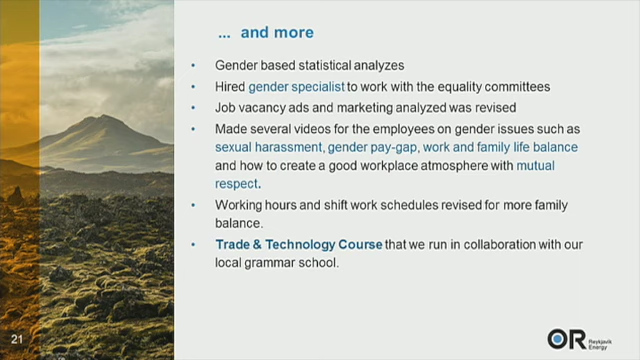 ... and more
• Gender based statistical analyzes
• Hired gender specialist to work with the equality committees
• Job vacancy ads and marketing analyzed was revised
• Made several videos for the employees on gender issues such as
sexual harassment, gender pay-gap, work and family life balance
and how to create a good workplace atmosphere with mutual
respect.
• Working hours and shift work schedules revised for more family
balance.
• Trade & Technology Course that we run in collaboration with our
local grammar school.
21
OR Reykjavik
Energy